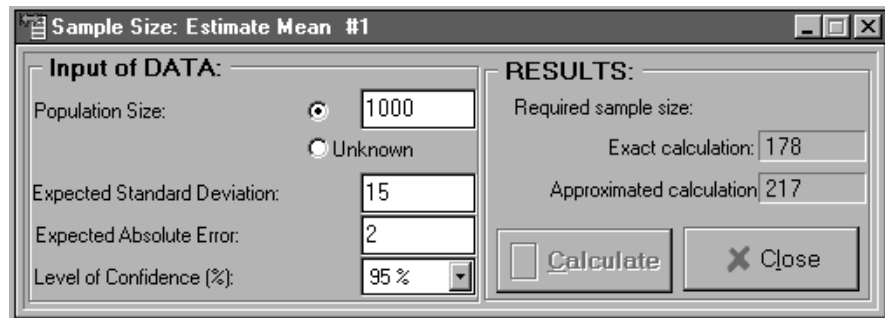 Sample Size: Estimate Mean #1
Input of DATA:
Population Size:
1000
Unknown
Expected Standard Deviation:
15
Expected Absolute Error:
2
Level of Confidence (%):
95 %
RESULTS:
Required sample size:
Exact calculation: 178
Approximated calculation 217
Calculate
Close